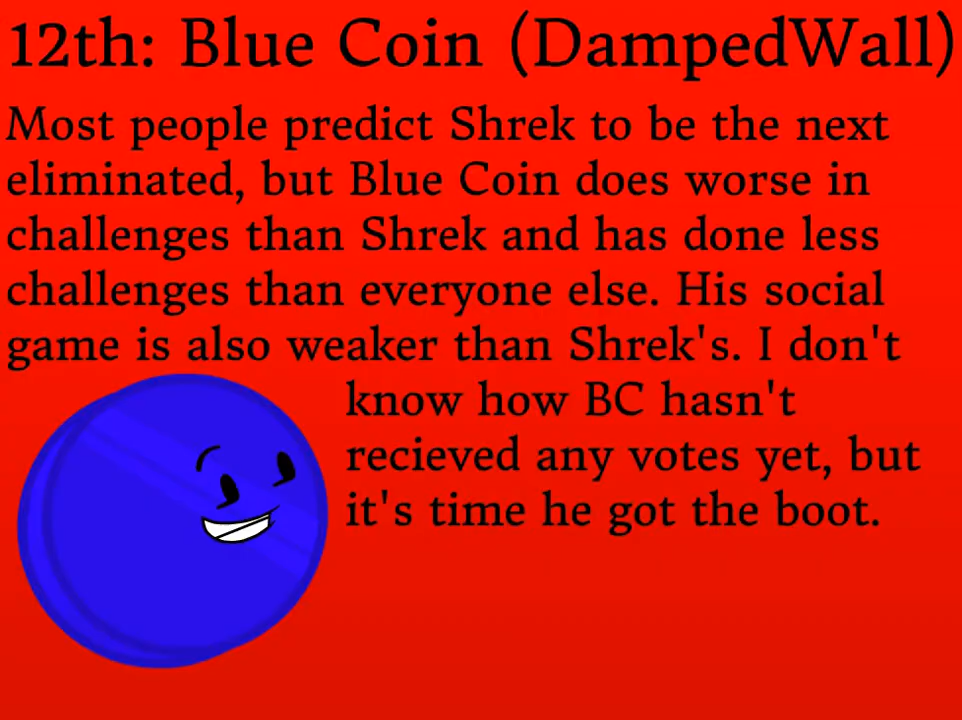 12th: Blue Coin (DampedWall)
Most people predict Shrek to be the next
eliminated, but Blue Coin does worse in
challenges than Shrek and has done less
challenges than everyone else. His social
game is also weaker than Shrek's. I don't
know how BC hasn't
recieved any votes yet, but
it's time he got the boot.